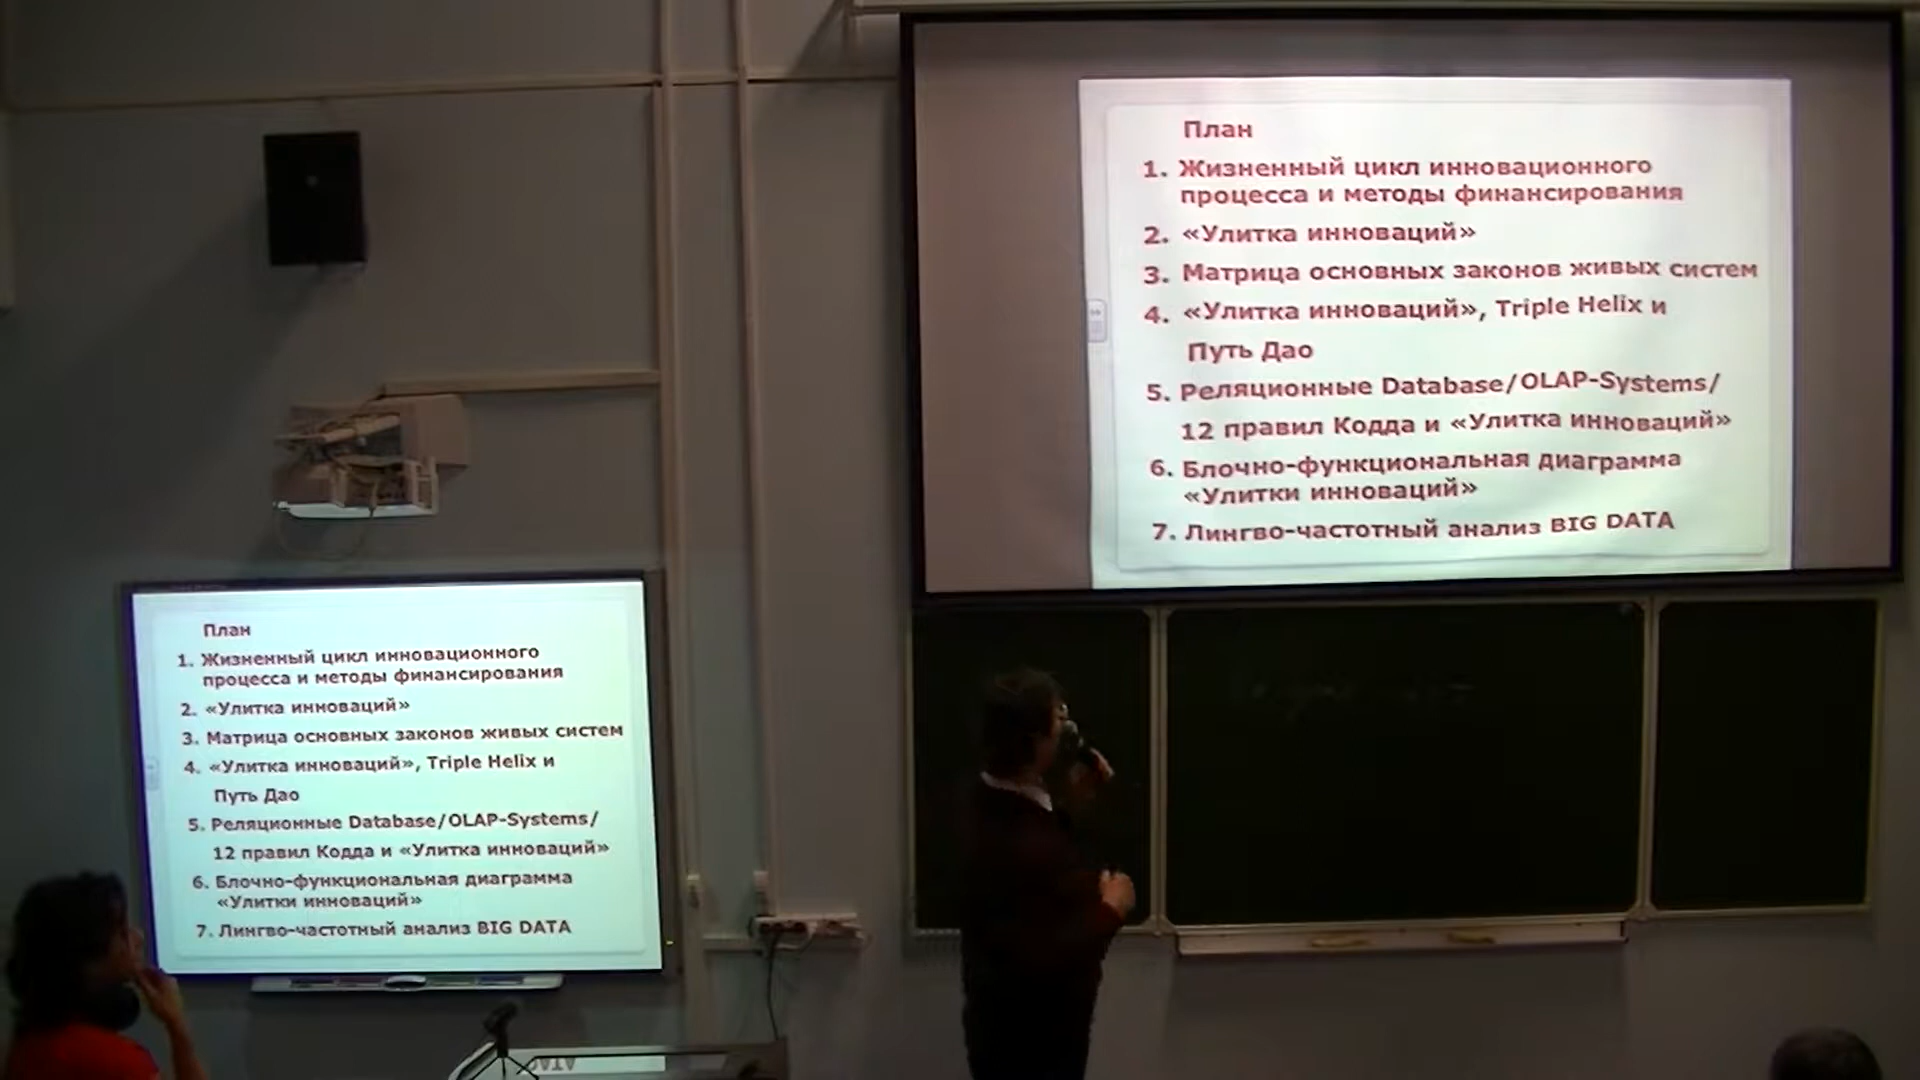 План
1. Жизненный цикл инновационного
процесса и методы финансирования
2. «Улитка инноваций»
3. Матрица основных законов живых систем
4. «Улитка инноваций», Triple Helix и
Путь Дао
5. Реляционные Database/OLAP-Systems/
12 правил Кодда и «Улитка инноваций»
6. Блочно-функциональная диаграмма
«Улитки инноваций»
7. Лингво-частотный анализ BIG DATA
План
1. Жизненный цикл инновационного
процесса и методы финансирования
2. «Улитка инноваций»
3. Матрица основных законов живых систем
4. «Улитка инноваций», Triple Helix и
Путь Дао
5. Реляционные Database/OLAP-Systems/
12 правил Кодда и «Улитка инноваций»
6. Блочно-функциональная диаграмма
«Улитки инноваций»
7. Лингво-частотный анализ BIG DATA